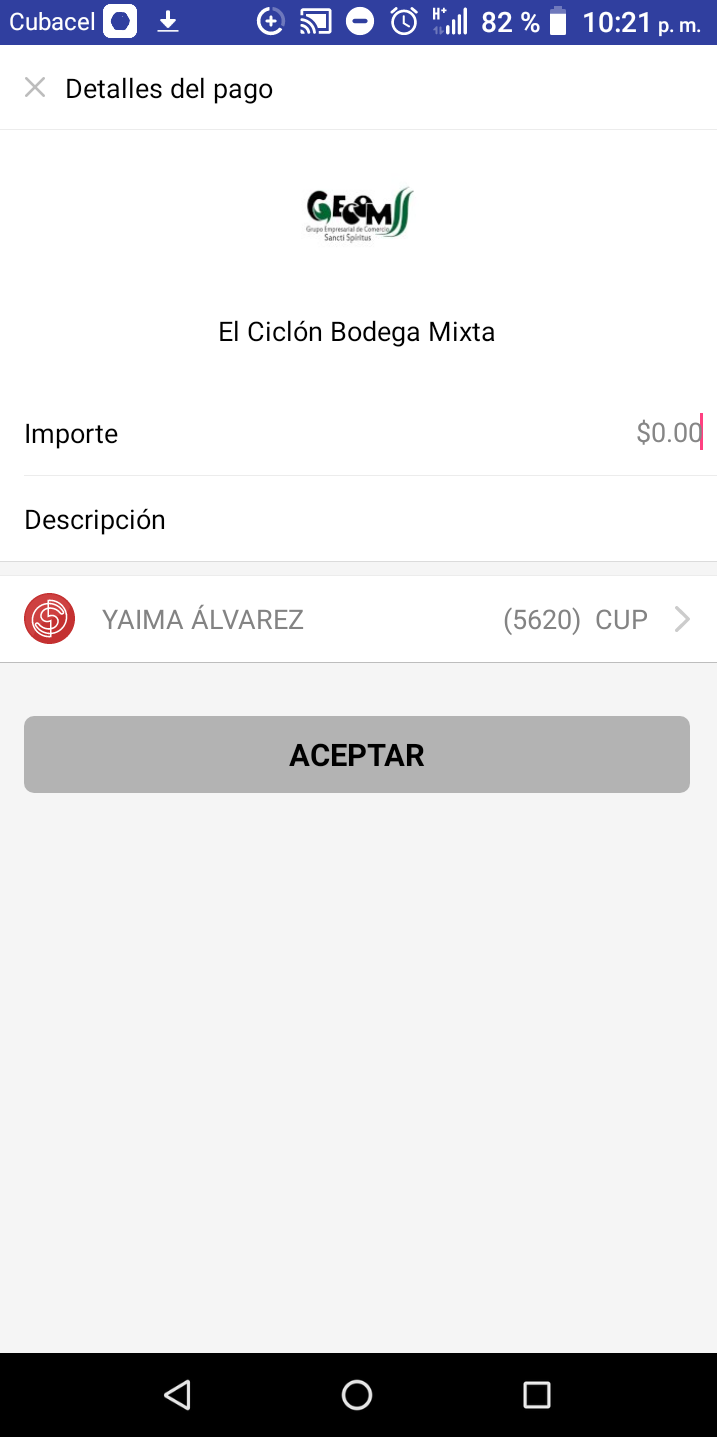 Cubacel H+ 82 % 10:21 p. m.
Detalles del pago
GECOMSS
Grupo Empresarial de Comercio
Sancti Spíritus
El Ciclón Bodega Mixta
Importe $0.00
Descripción
YAIMA ÁLVAREZ (5620) CUP
ACEPTAR